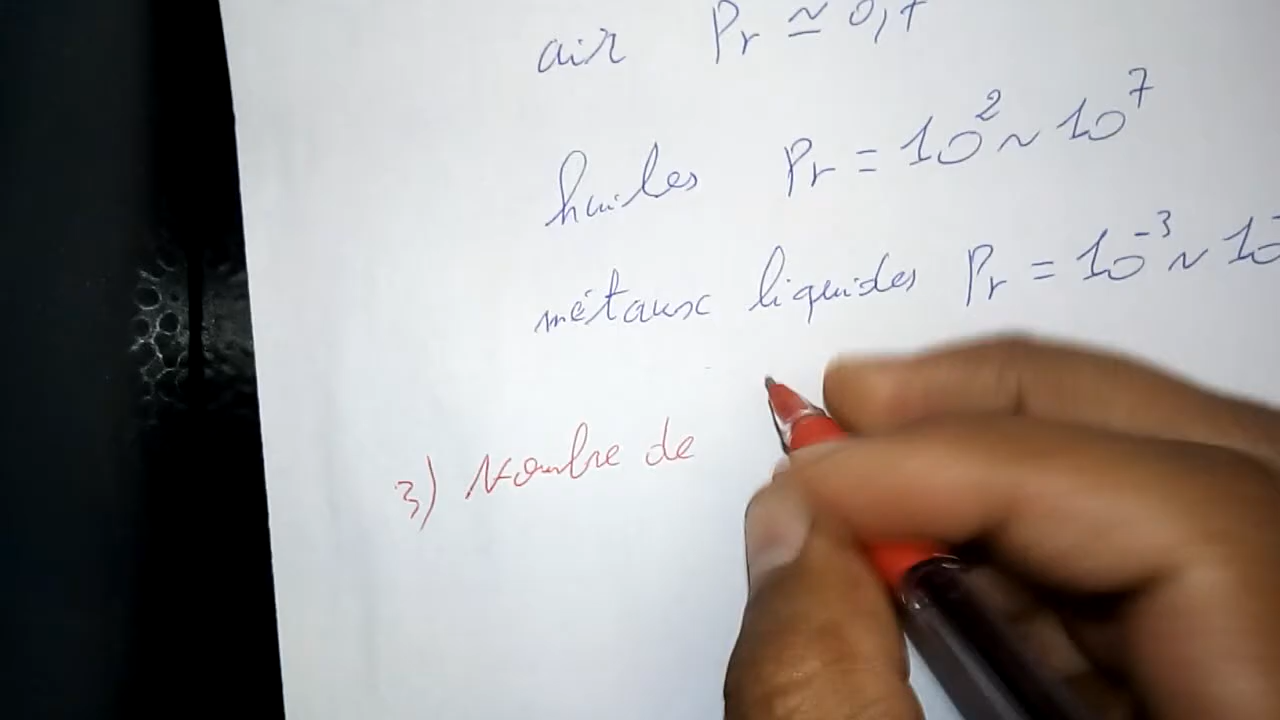 air Pr ≃ 0,7
huiles Pr = 10² ~ 10⁷
métaux liquides Pr = 10⁻³ ~ 10⁻
3) Nombre de